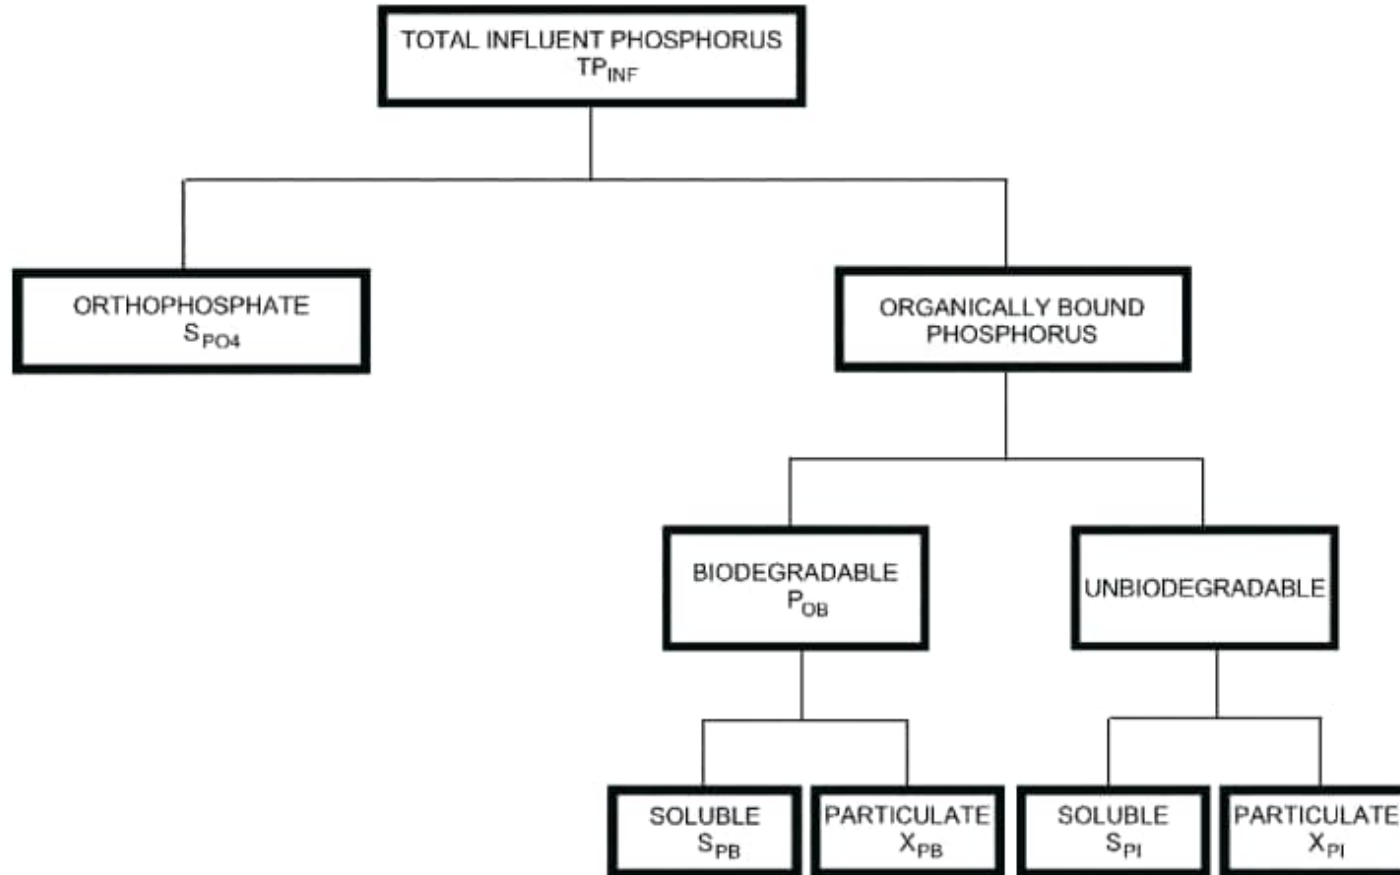 TOTAL INFLUENT PHOSPHORUS
TP_INF
ORTHOPHOSPHATE
S_PO4
ORGANICALLY BOUND
PHOSPHORUS
BIODEGRADABLE
P_OB
UNBIODEGRADABLE
SOLUBLE
S_PB
PARTICULATE
X_PB
SOLUBLE
S_PI
PARTICULATE
X_PI